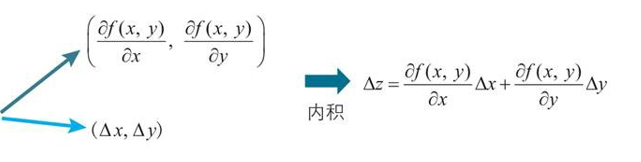 (∂f(x, y)/∂x, ∂f(x, y)/∂y)
(Δx, Δy)
内积
Δz = ∂f(x, y)/∂x Δx + ∂f(x, y)/∂y Δy